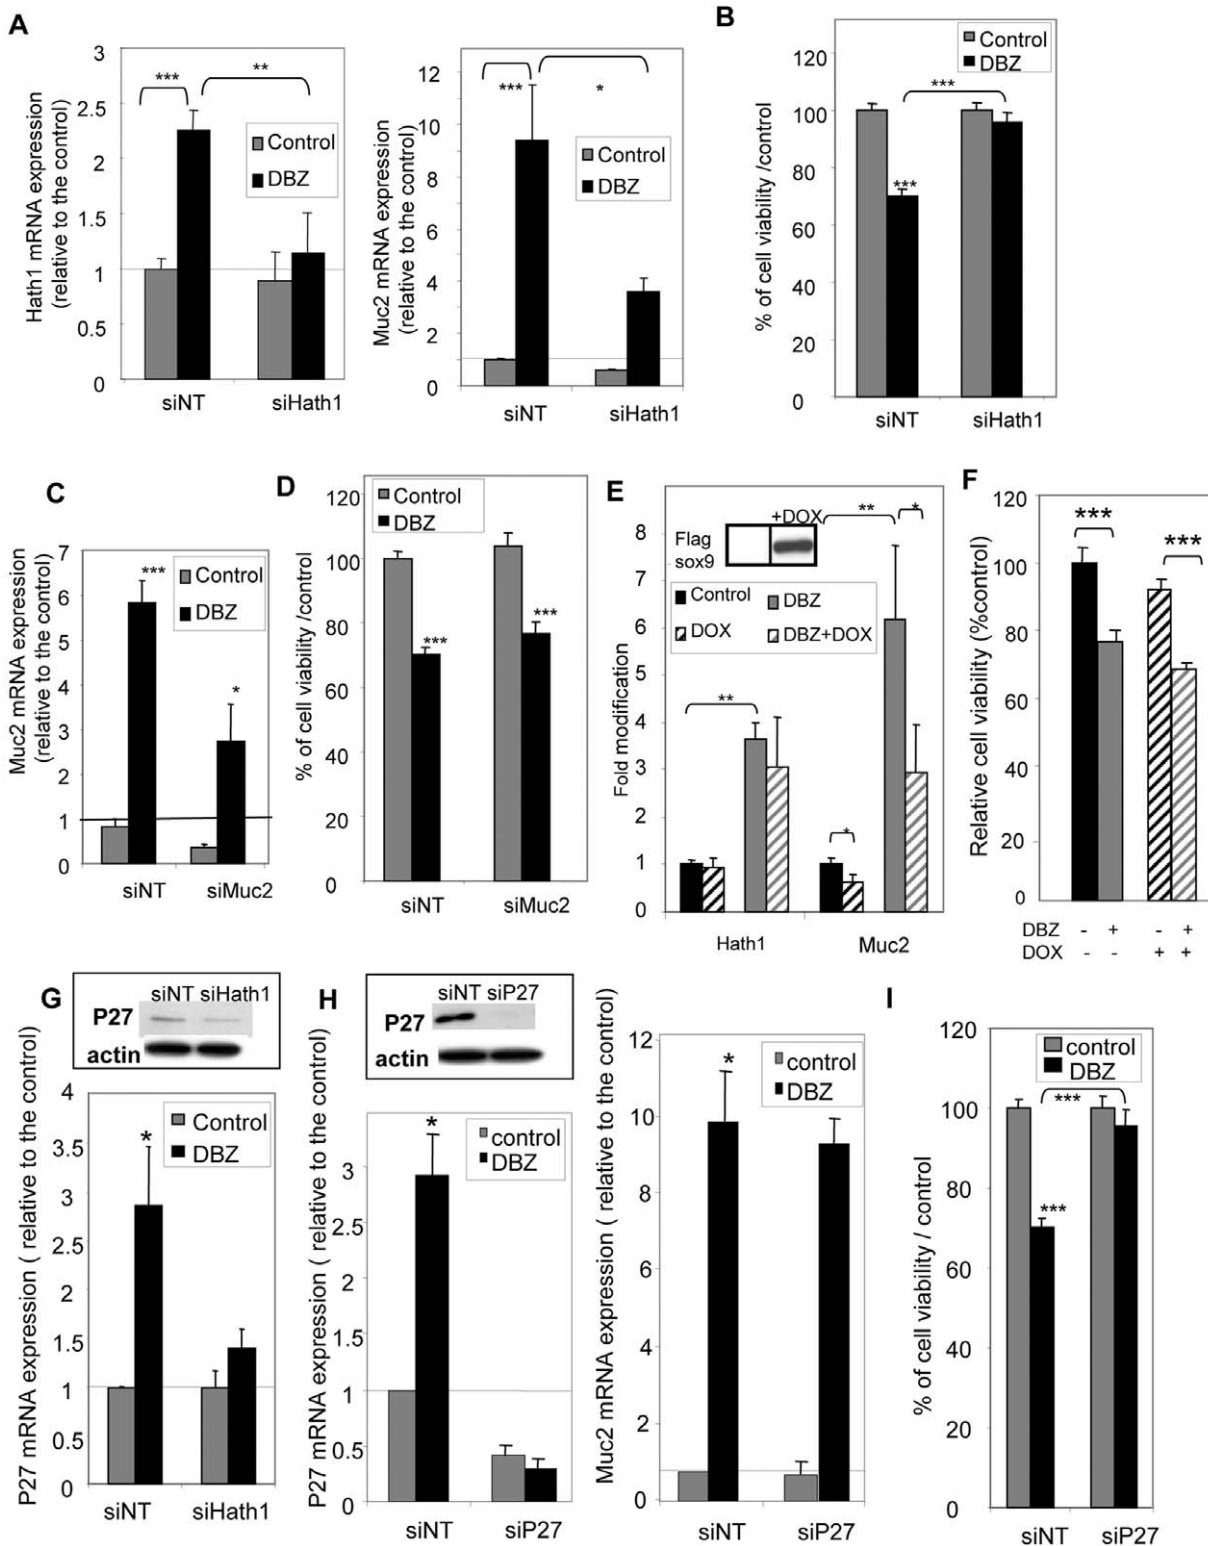 A
Hath1 mRNA expression
(relative to the control)
3
2.5
2
1.5
1
0.5
0
***
**
Control
DBZ
siNT
siHath1
Muc2 mRNA expression
(relative to the control)
12
10
8
6
4
2
0
***
*
Control
DBZ
siNT
siHath1
B
% of cell viability /control
120
100
80
60
40
20
0
Control
DBZ
***
***
siNT
siHath1
C
Muc2 mRNA expression
(relative to the control)
7
6
5
4
3
2
1
0
***
*
Control
DBZ
siNT
siMuc2
D
% of cell viability /control
120
100
80
60
40
20
0
Control
DBZ
***
***
siNT
siMuc2
E
Fold modification
8
7
6
5
4
3
2
1
0
Flag
sox9
+DOX
**
*
Control
DBZ
DOX
DBZ+DOX
**
*
Hath1
Muc2
F
Relative cell viability (%control)
120
100
80
60
40
20
0
***
***
DBZ - + - +
DOX - - + +
G
siNT siHath1
P27
actin
P27 mRNA expression ( relative to the control)
4
3.5
3
2.5
2
1.5
1
0.5
0
*
Control
DBZ
siNT
siHath1
H
siNT siP27
P27
actin
P27 mRNA expression ( relative to the control)
3
2.5
2
1.5
1
0.5
0
*
control
DBZ
siNT
siP27
Muc2 mRNA expression ( relative to the control)
12
10
8
6
4
2
0
*
control
DBZ
siNT
siP27
I
% of cell viability / control
120
100
80
60
40
20
0
control
DBZ
***
***
siNT
siP27